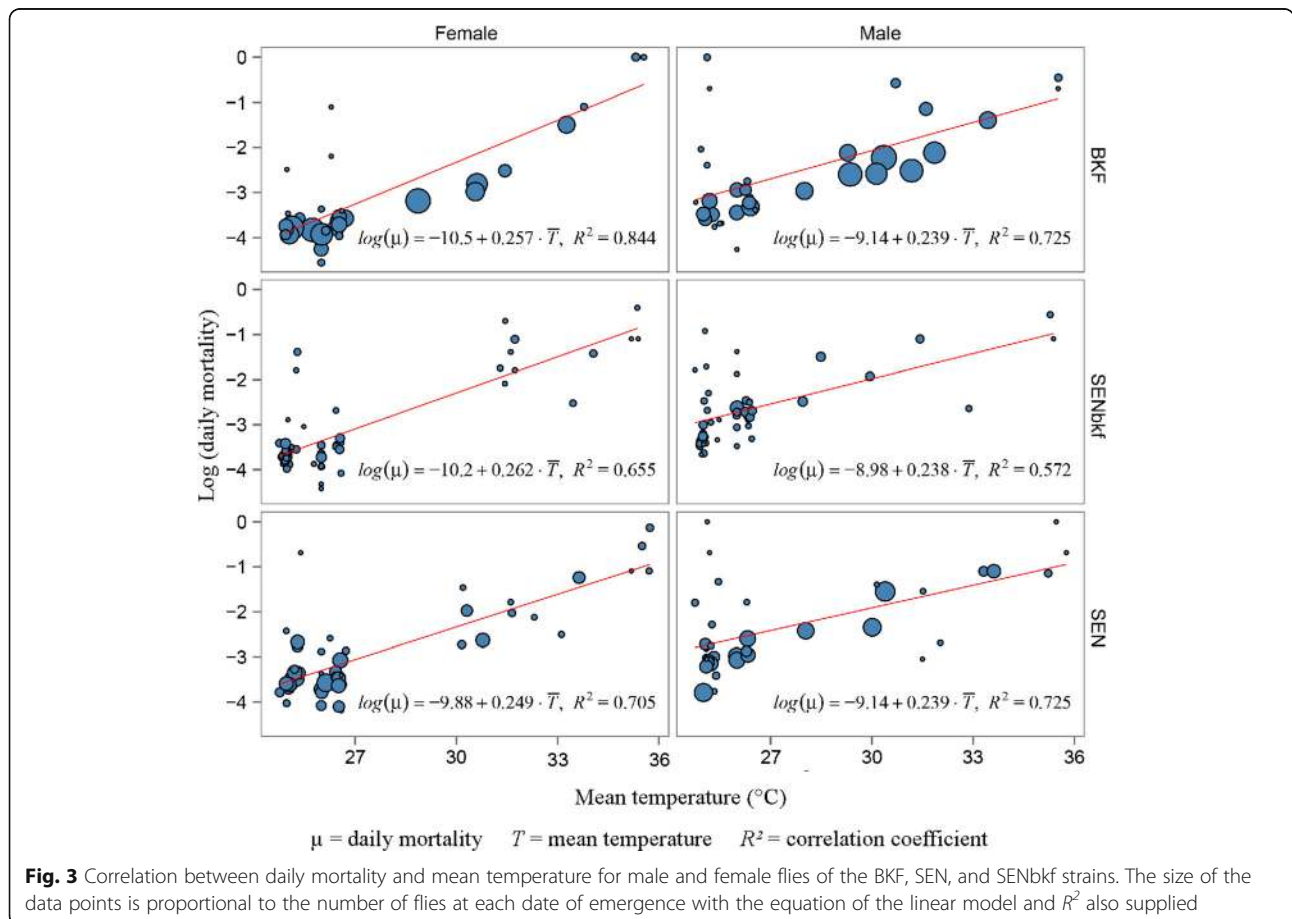 Female Male
0
−1
−2
−3
−4
log(μ) = −10.5 + 0.257 · T̅, R² = 0.844
log(μ) = −9.14 + 0.239 · T̅, R² = 0.725
BKF
0
−1
−2
−3
−4
log(μ) = −10.2 + 0.262 · T̅, R² = 0.655
log(μ) = −8.98 + 0.238 · T̅, R² = 0.572
SENbkf
Log (daily mortality)
0
−1
−2
−3
−4
log(μ) = −9.88 + 0.249 · T̅, R² = 0.705
log(μ) = −9.14 + 0.239 · T̅, R² = 0.725
SEN
27 30 33 36 27 30 33 36
Mean temperature (°C)
μ = daily mortality T = mean temperature R² = correlation coefficient
Fig. 3 Correlation between daily mortality and mean temperature for male and female flies of the BKF, SEN, and SENbkf strains. The size of the
data points is proportional to the number of flies at each date of emergence with the equation of the linear model and R² also supplied